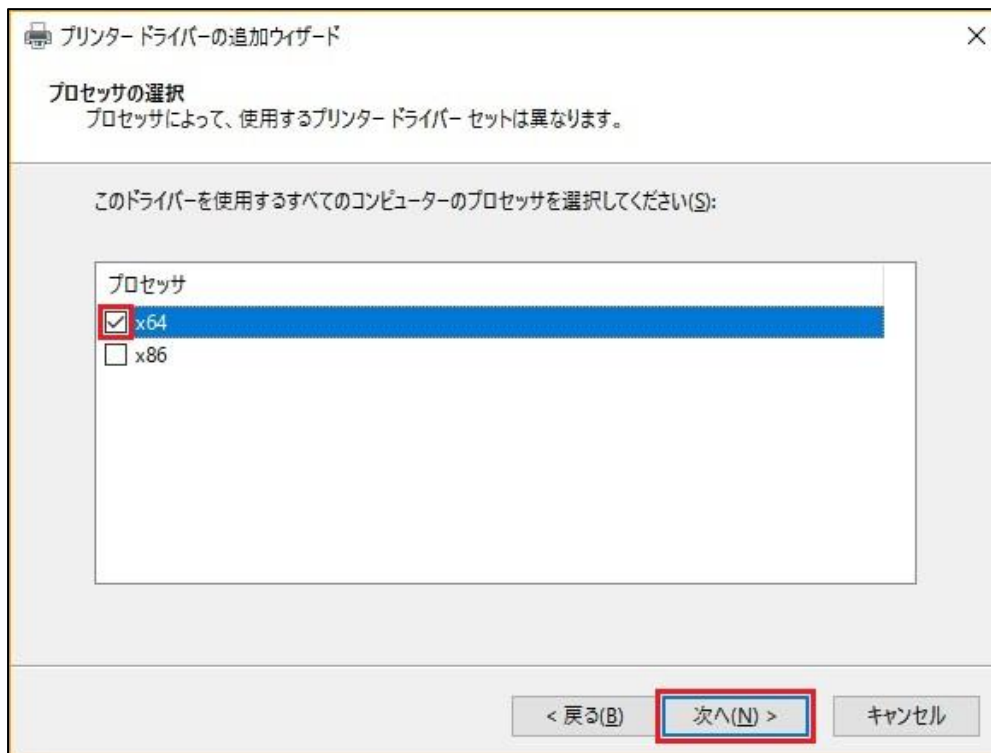 プリンター ドライバーの追加ウィザード
プロセッサの選択
プロセッサによって、使用するプリンター ドライバー セットは異なります。
このドライバーを使用するすべてのコンピューターのプロセッサを選択してください(S):
プロセッサ
x64
x86
< 戻る(B)
次へ(N) >
キャンセル